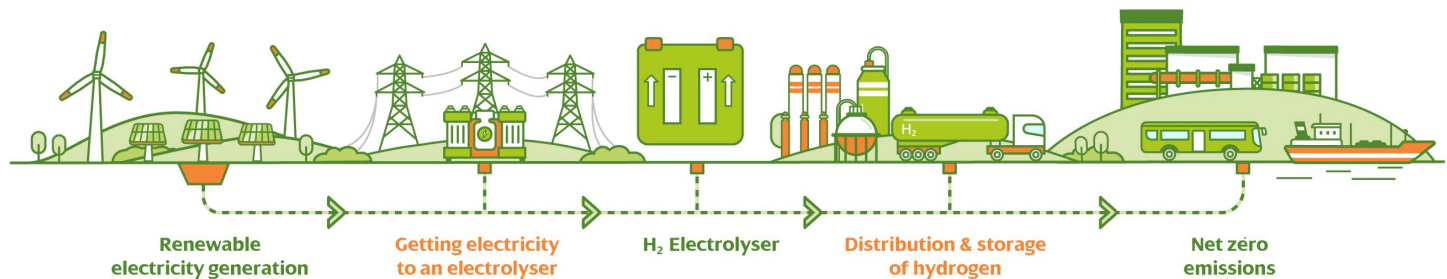 H₂
− +
Renewable
electricity generation
Getting electricity
to an electrolyser
H₂ Electrolyser
Distribution & storage
of hydrogen
Net zero
emissions